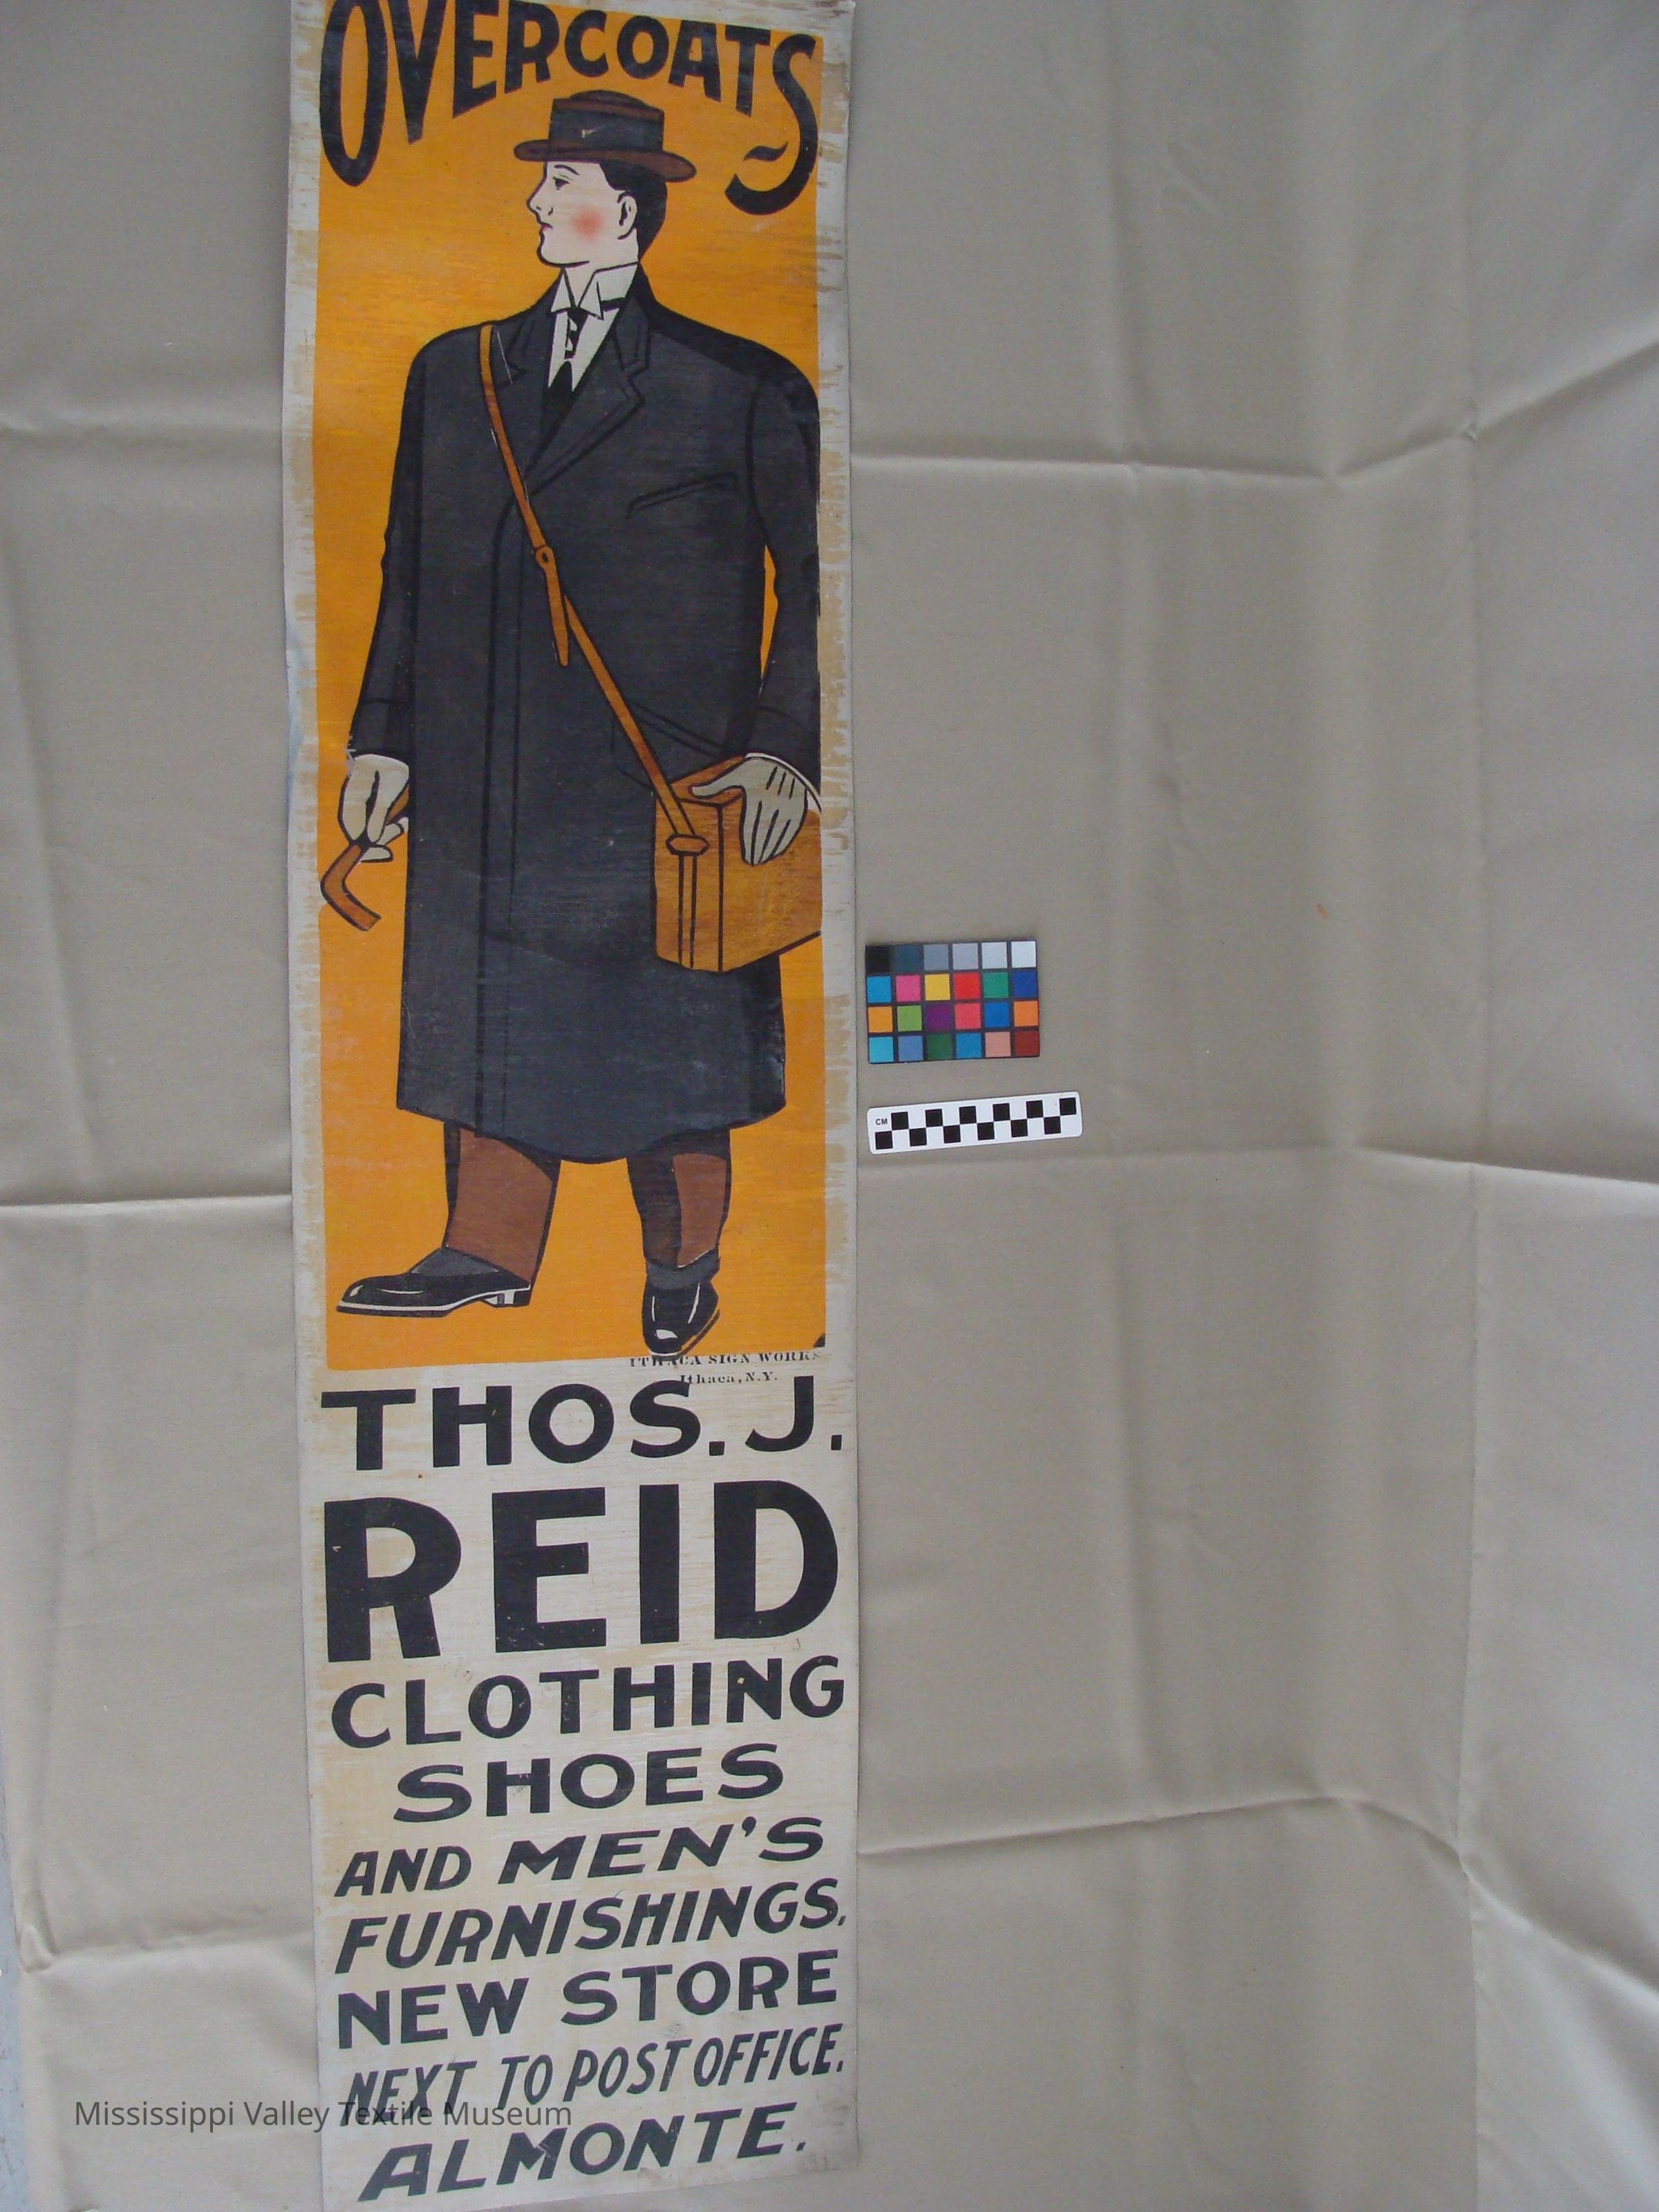 OVERCOATS
ITHACA SIGN WORKS
Ithaca, N.Y.
THOS. J.
REID
CLOTHING
SHOES
AND MEN'S
FURNISHINGS.
NEW STORE
NEXT TO POST OFFICE.
ALMONTE.
CM
Mississippi Valley Textile Museum